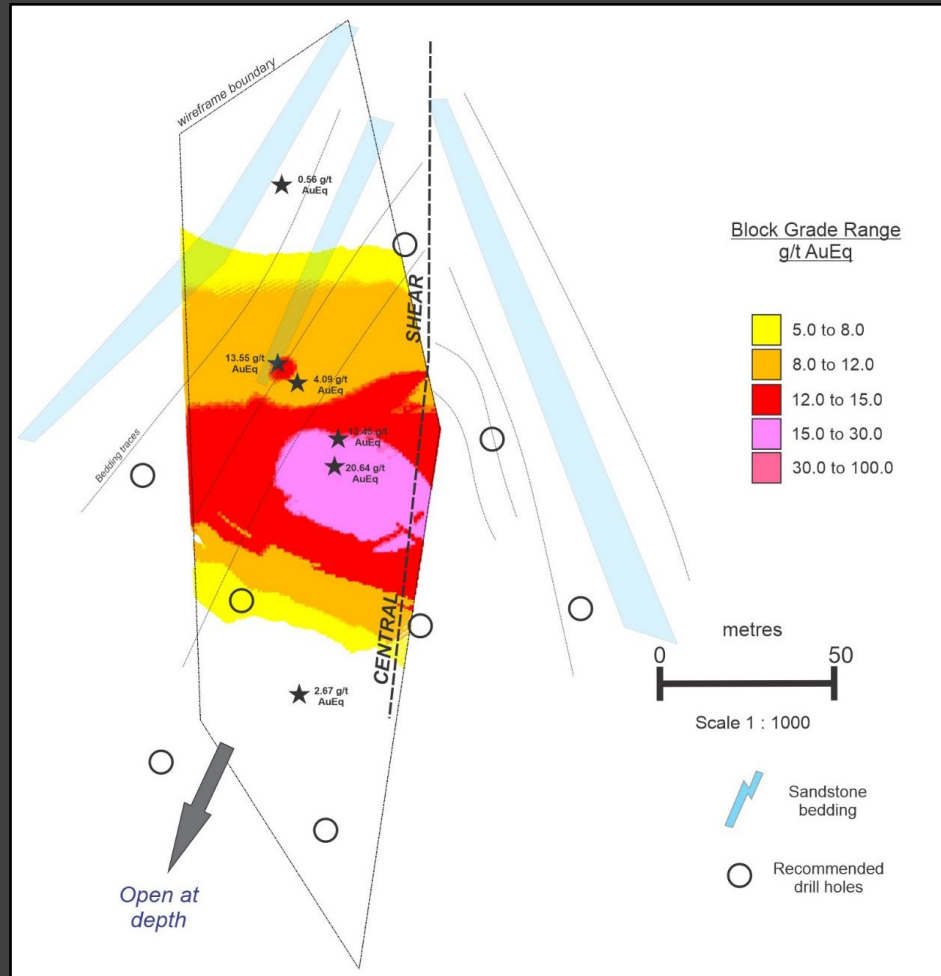 wireframe boundary
0.56 g/t
AuEq
Block Grade Range
g/t AuEq
5.0 to 8.0
8.0 to 12.0
12.0 to 15.0
15.0 to 30.0
30.0 to 100.0
SHEAR
13.55 g/t
AuEq
4.09 g/t
AuEq
13.45 g/t
AuEq
20.64 g/t
AuEq
Bedding traces
CENTRAL
2.67 g/t
AuEq
metres
0
50
Scale 1 : 1000
Sandstone
bedding
Recommended
drill holes
Open at
depth